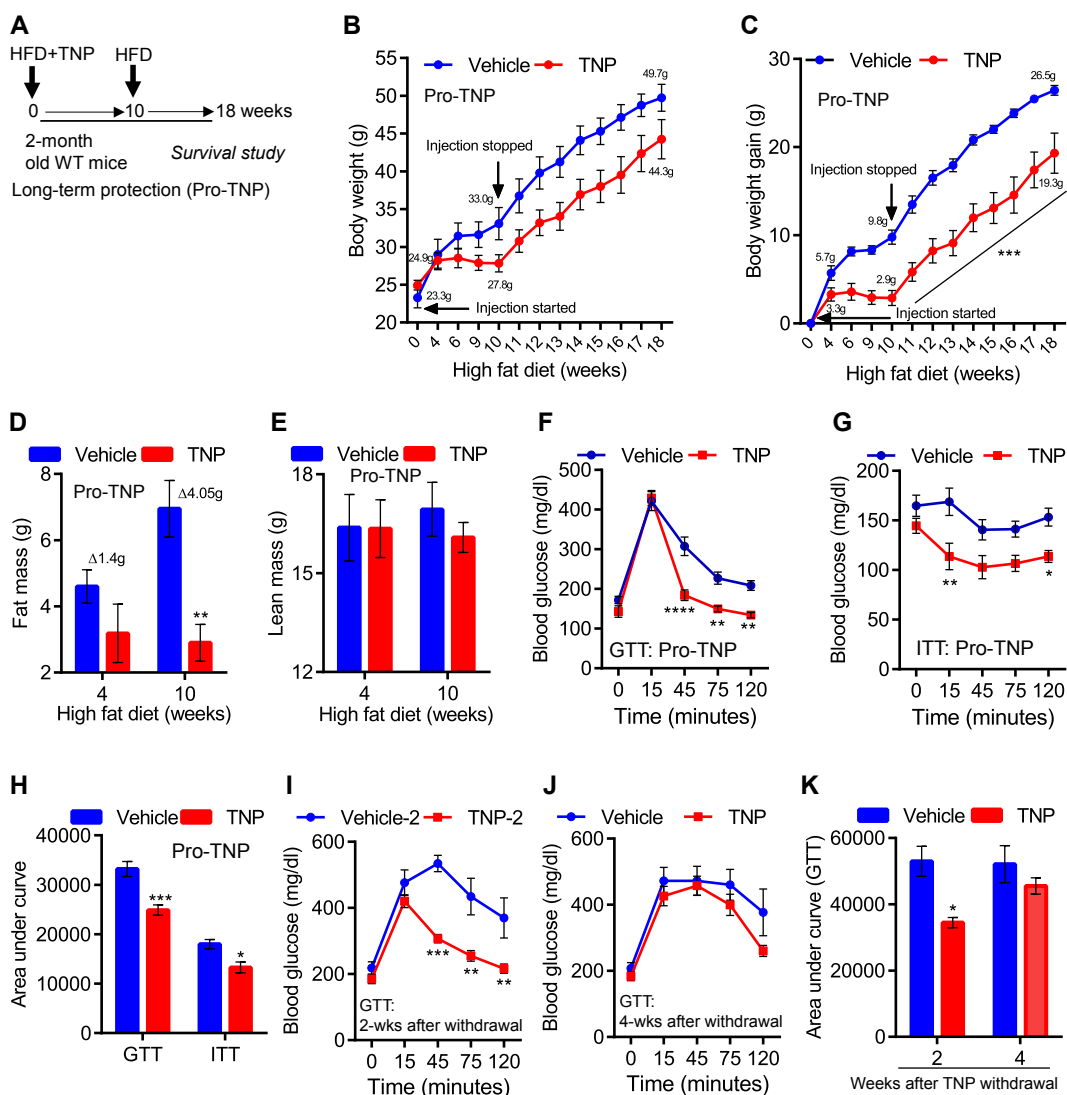 A
HFD+TNP HFD
0 10 18 weeks
2-month
old WT mice
Survival study
Long-term protection (Pro-TNP)
B
Vehicle TNP
Pro-TNP
49.7g
Injection stopped
33.0g
44.3g
24.9g
27.8g
23.3g
Injection started
Body weight (g)
55
50
45
40
35
30
25
20
0 4 6 9 10 11 12 13 14 15 16 17 18
High fat diet (weeks)
C
Vehicle TNP
Pro-TNP
26.5g
Injection stopped
9.8g
19.3g
5.7g
2.9g
***
3.3g
Injection started
Body weight gain (g)
30
20
10
0
0 4 6 9 10 11 12 13 14 15 16 17 18
High fat diet (weeks)
D
Vehicle TNP
Pro-TNP
Δ4.05g
Δ1.4g
**
Fat mass (g)
8
6
4
2
4 10
High fat diet (weeks)
E
Vehicle TNP
Pro-TNP
Lean mass (g)
18
15
12
4 10
High fat diet (weeks)
F
Vehicle TNP
Blood glucose (mg/dl)
400
300
200
100
0
**** ** **
GTT: Pro-TNP
0 15 45 75 120
Time (minutes)
G
Vehicle TNP
Blood glucose (mg/dl)
200
150
100
50
0
** *
ITT: Pro-TNP
0 15 45 75 120
Time (minutes)
H
Vehicle TNP
Pro-TNP
Area under curve
40000
30000
20000
10000
0
*** *
GTT ITT
I
Vehicle-2 TNP-2
Blood glucose (mg/dl)
600
400
200
0
*** ** **
GTT:
2-wks after withdrawal
0 15 45 75 120
Time (minutes)
J
Vehicle TNP
Blood glucose (mg/dl)
600
400
200
0
GTT:
4-wks after withdrawal
0 15 45 75 120
Time (minutes)
K
Vehicle TNP
Area under curve (GTT)
60000
40000
20000
0
*
2 4
Weeks after TNP withdrawal